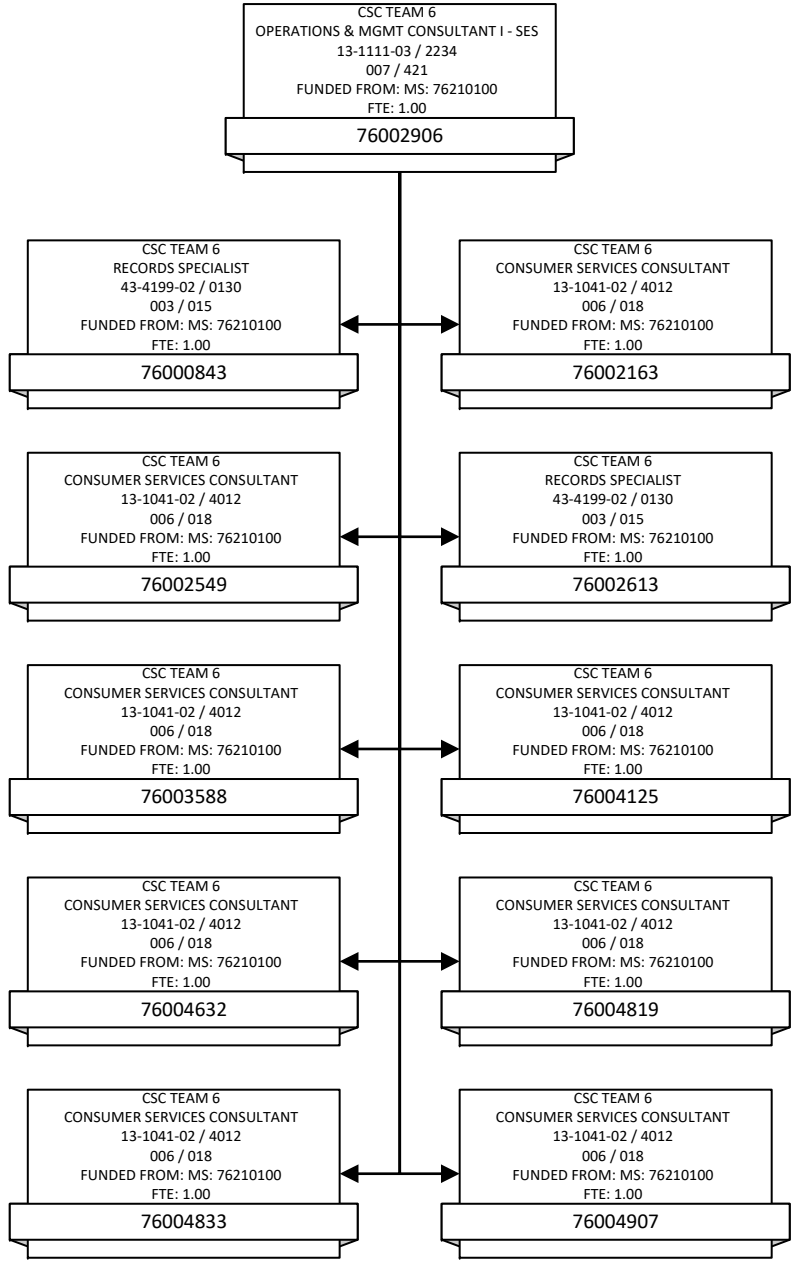 CSC TEAM 6
OPERATIONS & MGMT CONSULTANT I - SES
13-1111-03 / 2234
007 / 421
FUNDED FROM: MS: 76210100
FTE: 1.00
76002906
CSC TEAM 6
RECORDS SPECIALIST
43-4199-02 / 0130
003 / 015
FUNDED FROM: MS: 76210100
FTE: 1.00
76000843
CSC TEAM 6
CONSUMER SERVICES CONSULTANT
13-1041-02 / 4012
006 / 018
FUNDED FROM: MS: 76210100
FTE: 1.00
76002163
CSC TEAM 6
CONSUMER SERVICES CONSULTANT
13-1041-02 / 4012
006 / 018
FUNDED FROM: MS: 76210100
FTE: 1.00
76002549
CSC TEAM 6
RECORDS SPECIALIST
43-4199-02 / 0130
003 / 015
FUNDED FROM: MS: 76210100
FTE: 1.00
76002613
CSC TEAM 6
CONSUMER SERVICES CONSULTANT
13-1041-02 / 4012
006 / 018
FUNDED FROM: MS: 76210100
FTE: 1.00
76003588
CSC TEAM 6
CONSUMER SERVICES CONSULTANT
13-1041-02 / 4012
006 / 018
FUNDED FROM: MS: 76210100
FTE: 1.00
76004125
CSC TEAM 6
CONSUMER SERVICES CONSULTANT
13-1041-02 / 4012
006 / 018
FUNDED FROM: MS: 76210100
FTE: 1.00
76004632
CSC TEAM 6
CONSUMER SERVICES CONSULTANT
13-1041-02 / 4012
006 / 018
FUNDED FROM: MS: 76210100
FTE: 1.00
76004819
CSC TEAM 6
CONSUMER SERVICES CONSULTANT
13-1041-02 / 4012
006 / 018
FUNDED FROM: MS: 76210100
FTE: 1.00
76004833
CSC TEAM 6
CONSUMER SERVICES CONSULTANT
13-1041-02 / 4012
006 / 018
FUNDED FROM: MS: 76210100
FTE: 1.00
76004907